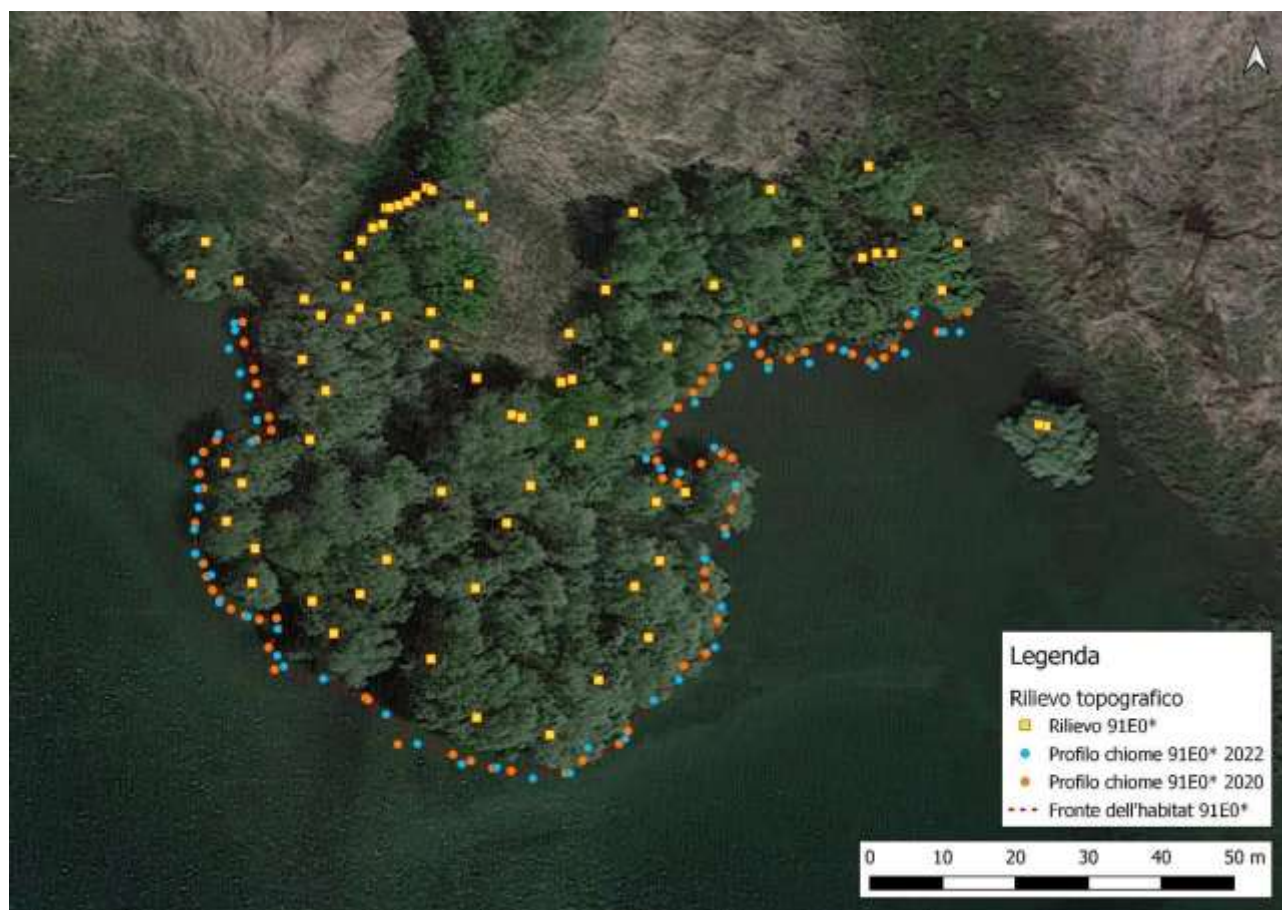 Legenda
Rilievo topografico
Rilievo 91E0*
Profilo chiome 91E0* 2022
Profilo chiome 91E0* 2020
Fronte dell'habitat 91E0*
0 10 20 30 40 50 m